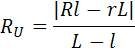 R_U = |Rl - rL| / (L - l)